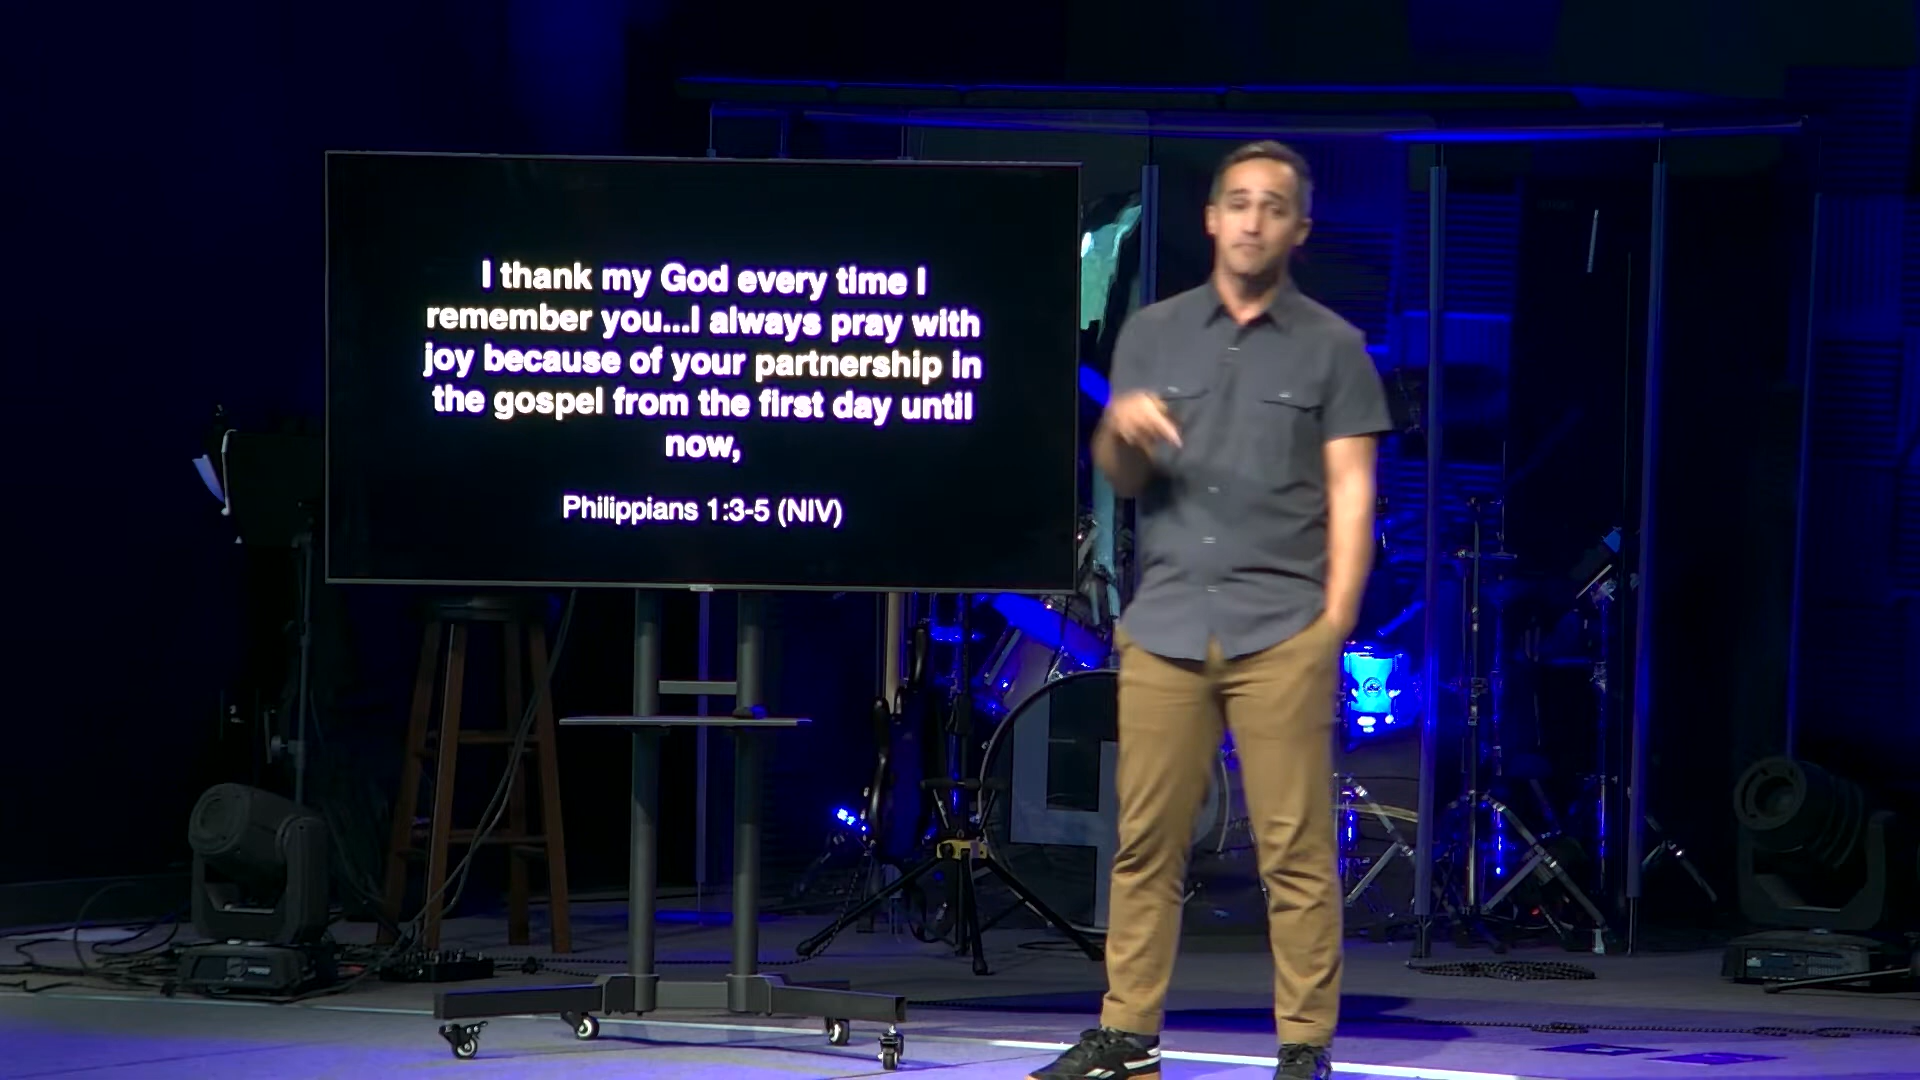 I thank my God every time I
remember you...I always pray with
joy because of your partnership in
the gospel from the first day until
now,
Philippians 1:3-5 (NIV)